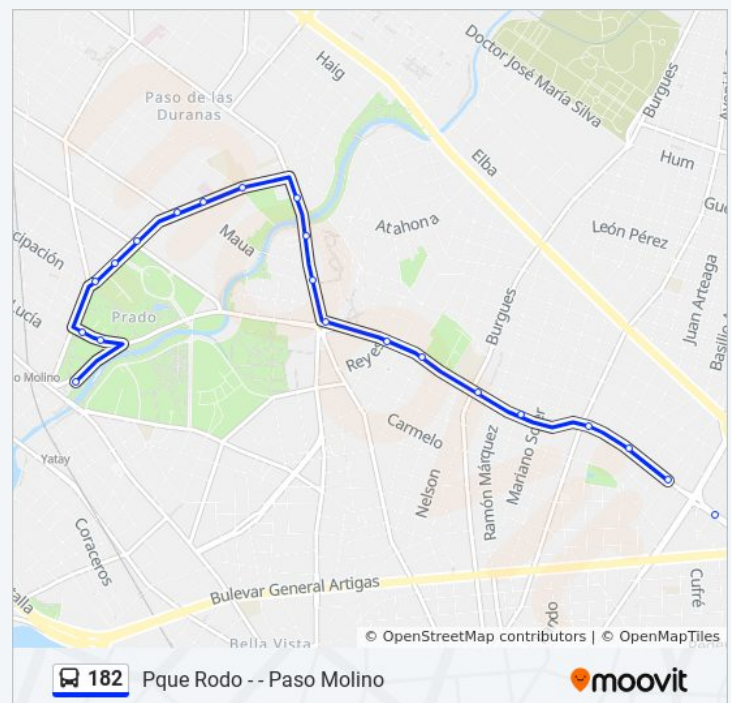 Doctor José María Silva
Haig
Burgues
Paso de las
Duranas
Elba
Hum
Gue
Atahona
León Pérez
Maua
cipación
Juan Arteaga
Lucía
Prado
Burgues
Basilio A
Reyes
o Molino
Carmelo
Mariano Soler
Ramón Márquez
Nelson
Yatay
Coraceros
Bulevar General Artigas
Cufré
alla
odo
Bella Vista
© OpenStreetMap contributors | © OpenMapTiles
182 Pque Rodo - - Paso Molino
moovit